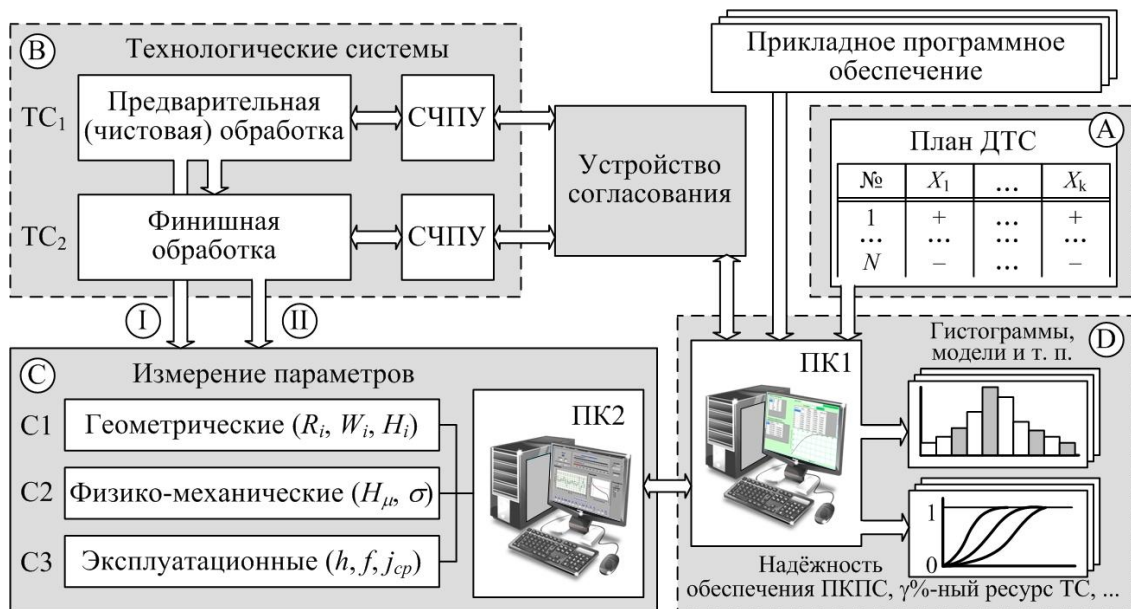 B
Технологические системы
ТС1
Предварительная
(чистовая) обработка
СЧПУ
ТС2
Финишная
обработка
СЧПУ
Устройство
согласования
Прикладное программное
обеспечение
A
План ДТС
№ X1 ... Xk
1 + ... +
... ... ... ...
N – ... –
I
II
C
Измерение параметров
C1
Геометрические (Ri, Wi, Hi)
C2
Физико-механические (Hμ, σ)
C3
Эксплуатационные (h, f, jср)
ПК2
ПК1
D
Гистограммы,
модели и т. п.
1
0
Надёжность
обеспечения ПКПС, γ%-ный ресурс ТС, ...